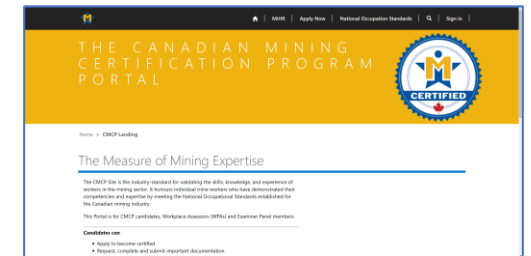 MiHR | Apply Now | National Occupation Standards | Sign in |
THE CANADIAN MINING
CERTIFICATION PROGRAM
PORTAL
CERTIFIED
Home > CMCP Landing
The Measure of Mining Expertise
The CMCP Site is the industry-standard for validating the skills, knowledge, and experience of
workers in the mining sector. It honours individual mine workers who have demonstrated their
competencies and expertise by meeting the National Occupational Standards established for
the Canadian mining industry.
This Portal is for CMCP candidates, Workplace Assessors (WPAs) and Examiner Panel members.
Candidates can
• Apply to become certified
• Request, complete and submit important documentation